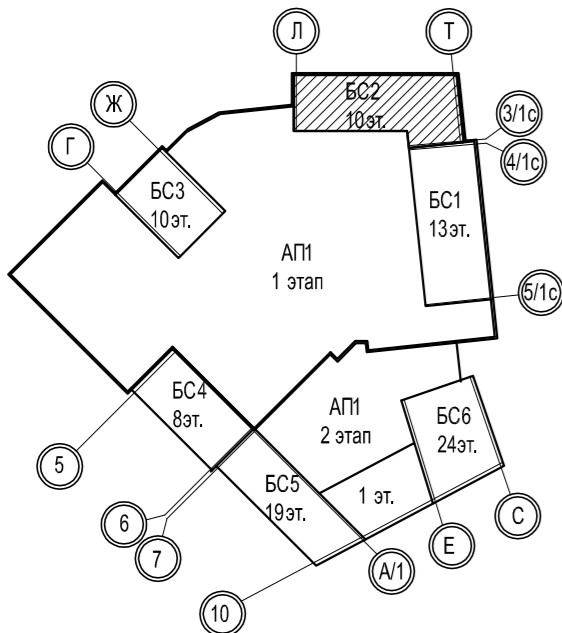 Л
Т
БС2
10эт.
Ж
3/1с
Г
4/1с
БС3
10эт.
БС1
13эт.
АП1
1 этап
5/1с
БС4
8эт.
АП1
2 этап
БС6
24эт.
5
БС5
19эт.
1 эт.
С
6
Е
7
А/1
10